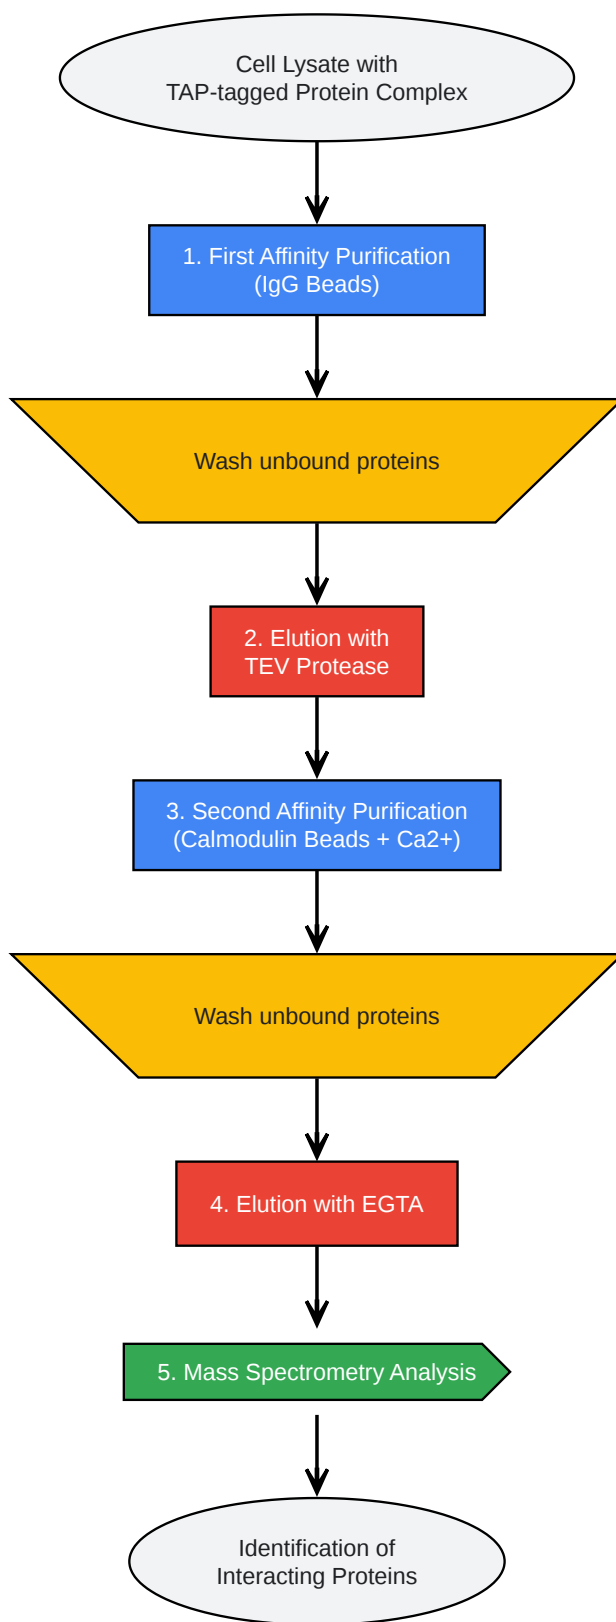 Cell Lysate with
TAP-tagged Protein Complex
1. First Affinity Purification
(IgG Beads)
Wash unbound proteins
2. Elution with
TEV Protease
3. Second Affinity Purification
(Calmodulin Beads + Ca2+)
Wash unbound proteins
4. Elution with EGTA
5. Mass Spectrometry Analysis
Identification of
Interacting Proteins